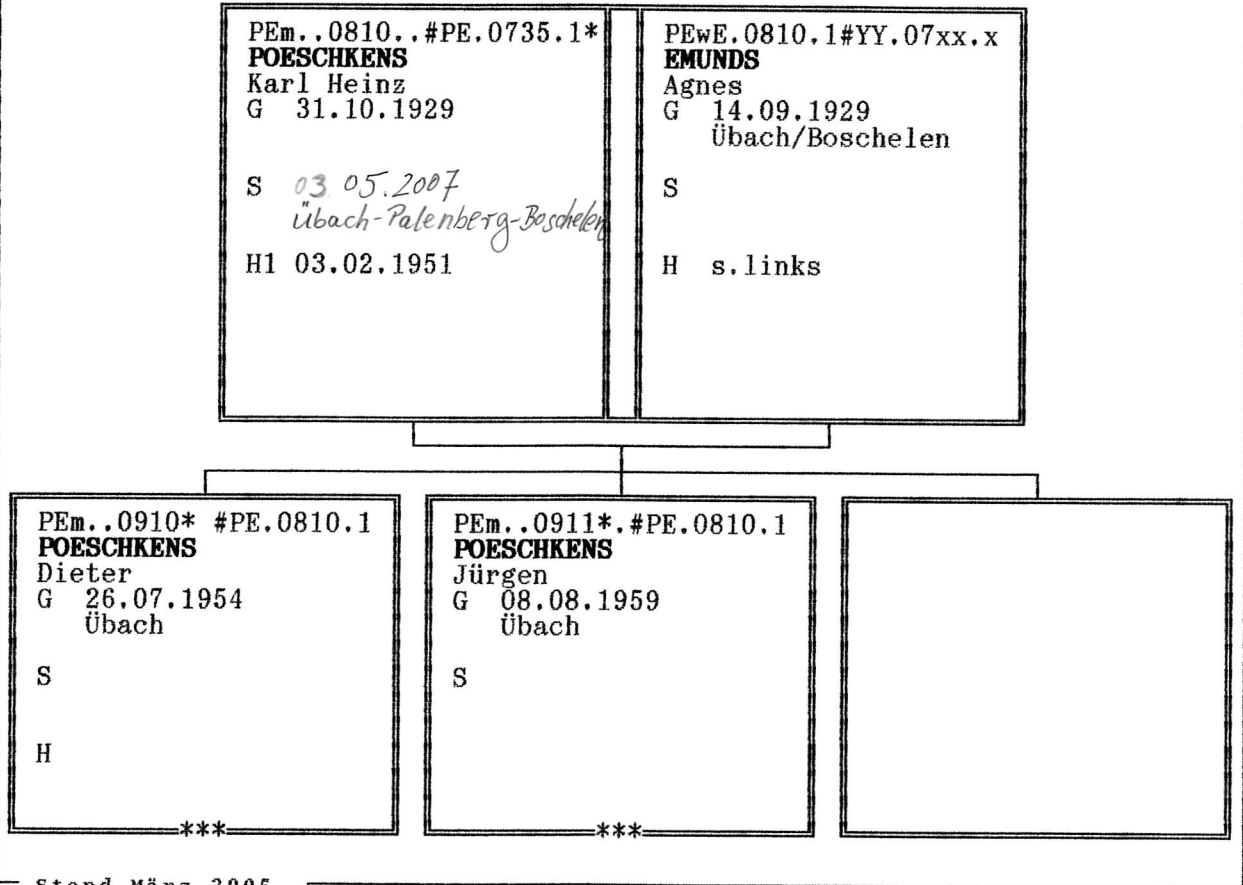 PEm..0810..#PE.0735.1*
POESCHKENS
Karl Heinz
G 31.10.1929
S 03 05.2007
Übach-Palenberg-Boschelen
H1 03.02.1951
PEwE.0810.1#YY.07xx.x
EMUNDS
Agnes
G 14.09.1929
Übach/Boschelen
S
H s.links
PEm..0910* #PE.0810.1
POESCHKENS
Dieter
G 26.07.1954
Übach
S
H
***
PEm..0911*.#PE.0810.1
POESCHKENS
Jürgen
G 08.08.1959
Übach
S
***
Stand März 2005